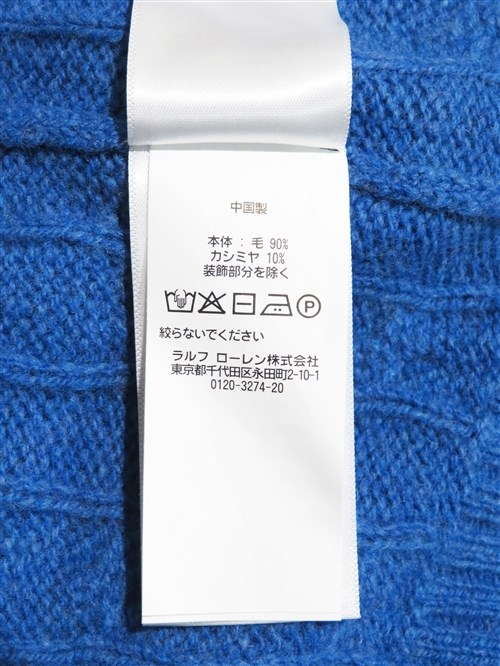 中国製
本体 : 毛 90%
カシミヤ 10%
装飾部分を除く
P
絞らないでください
ラルフ ローレン株式会社
東京都千代田区永田町2-10-1
0120-3274-20